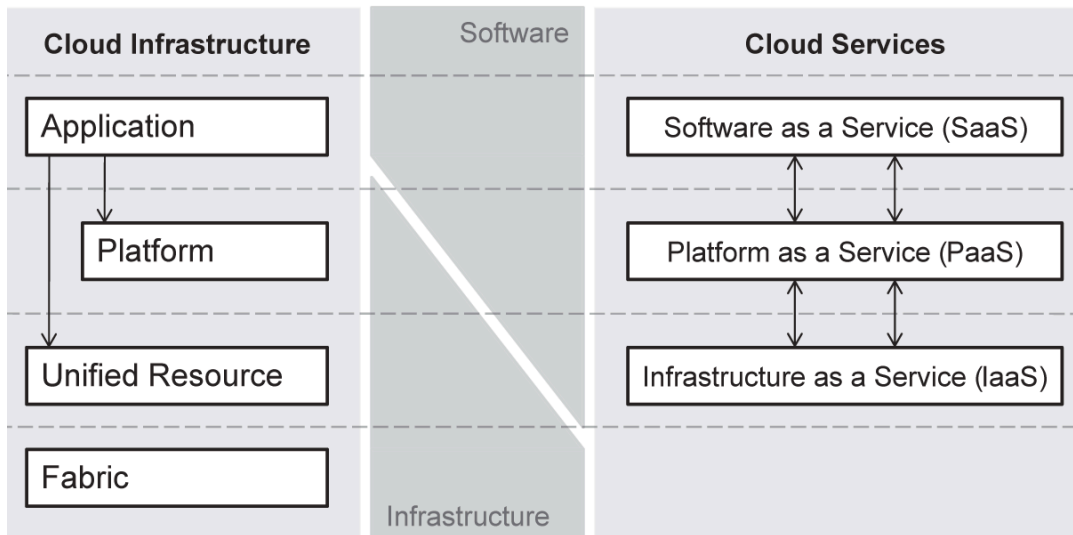 Cloud Infrastructure
Software
Cloud Services
Application
Software as a Service (SaaS)
Platform
Platform as a Service (PaaS)
Unified Resource
Infrastructure as a Service (IaaS)
Fabric
Infrastructure